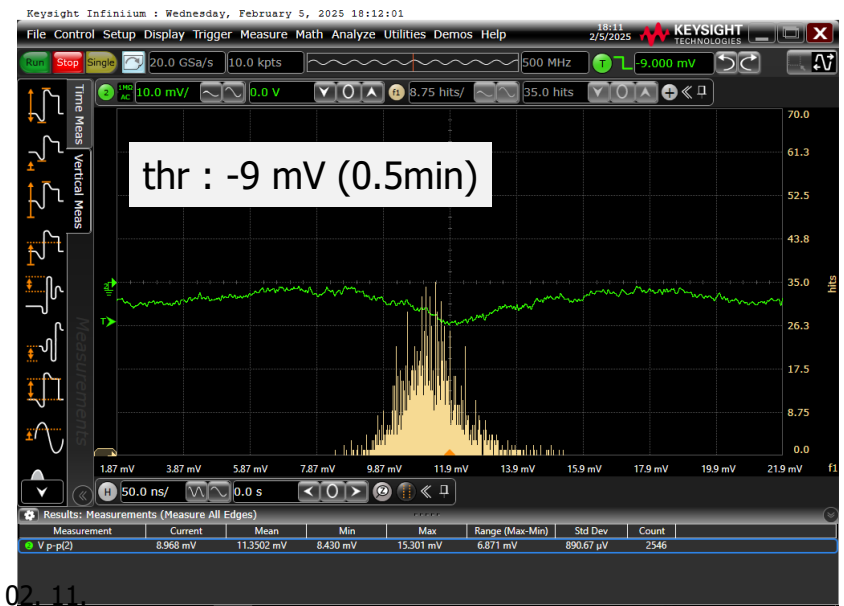 Keysight Infiniium : Wednesday, February 5, 2025 18:12:01
File Control Setup Display Trigger Measure Math Analyze Utilities Demos Help
18:11
2/5/2025
KEYSIGHT
TECHNOLOGIES
Run Stop Single 20.0 GSa/s 10.0 kpts 500 MHz T -9.000 mV
2 1MΩ AC 10.0 mV/ 0.0 V f1 8.75 hits/ 35.0 hits
Time Meas
Vertical Meas
Measurements
thr : -9 mV (0.5min)
70.0
61.3
52.5
43.8
35.0
hits
26.3
17.5
8.75
0.0
T
1.87 mV 3.87 mV 5.87 mV 7.87 mV 9.87 mV 11.9 mV 13.9 mV 15.9 mV 17.9 mV 19.9 mV 21.9 mV f1
H 50.0 ns/ 0.0 s
Results: Measurements (Measure All Edges)
Measurement Current Mean Min Max Range (Max-Min) Std Dev Count
2 V p-p(2) 8.968 mV 11.3502 mV 8.430 mV 15.301 mV 6.871 mV 890.67 µV 2546
02. 11.